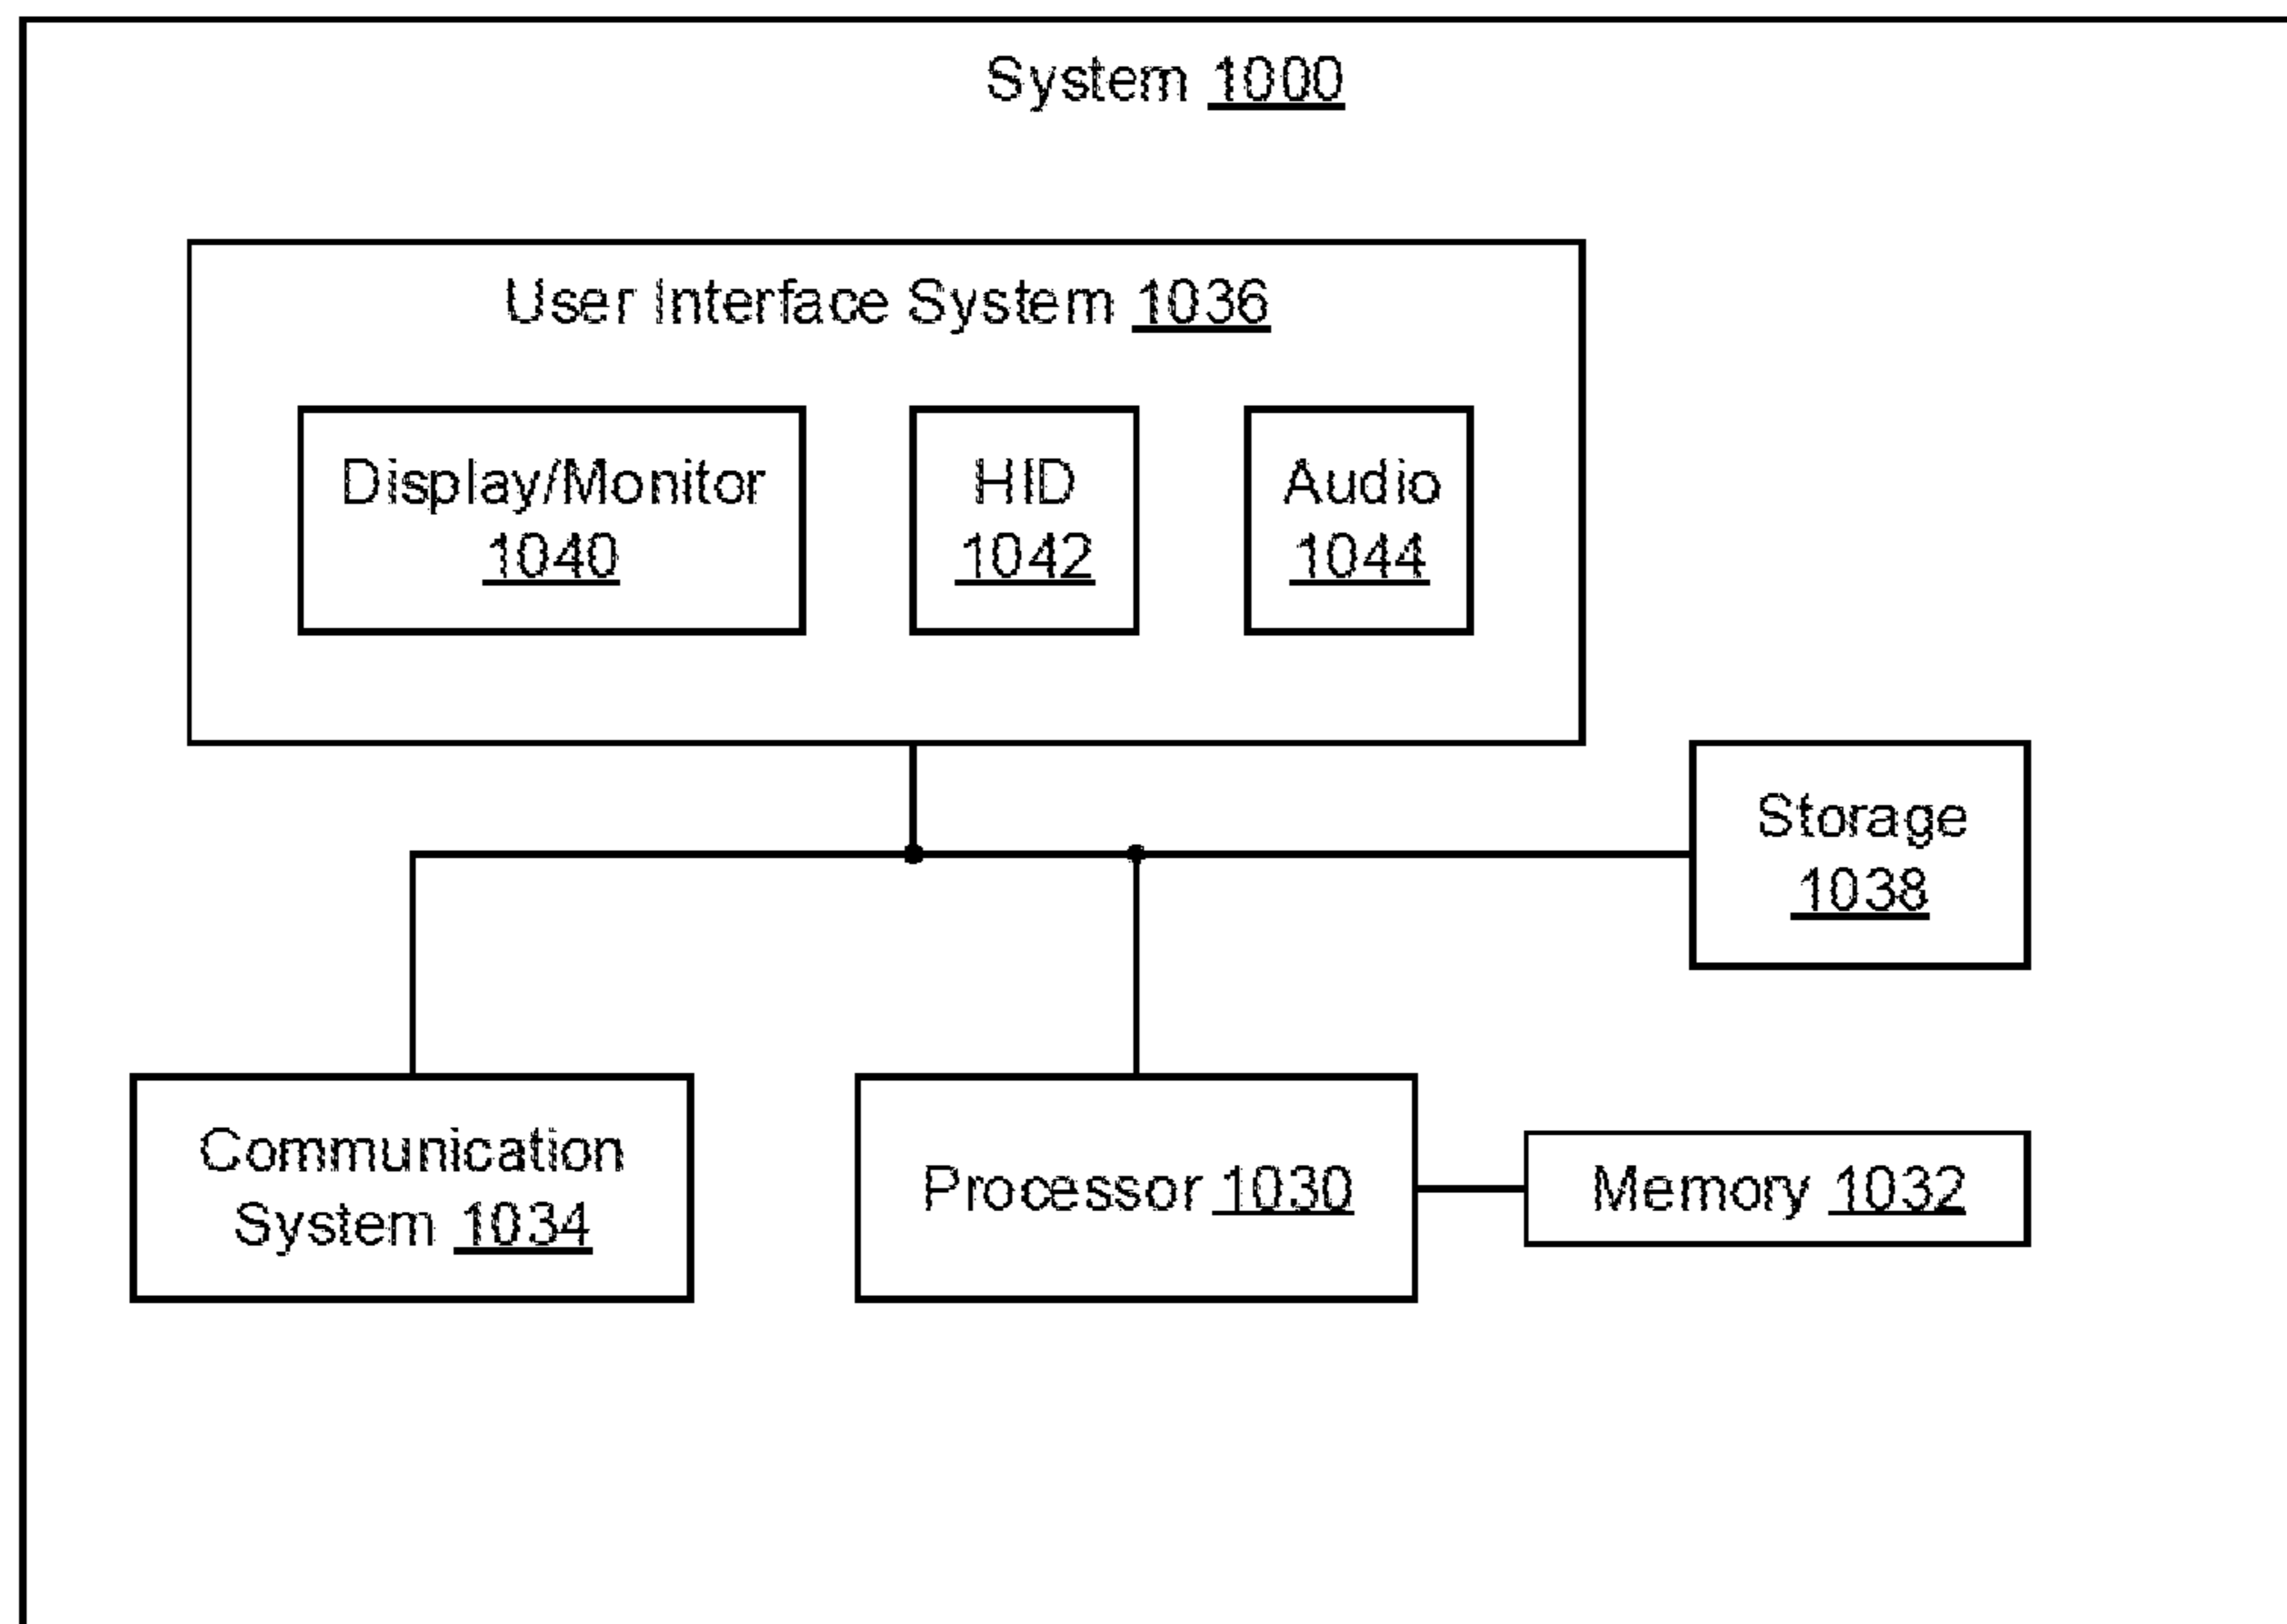 System 1000
User Interface System 1036
Display/Monitor
1040
HID
1042
Audio
1044
Storage
1038
Communication
System 1034
Processor 1030
Memory 1032